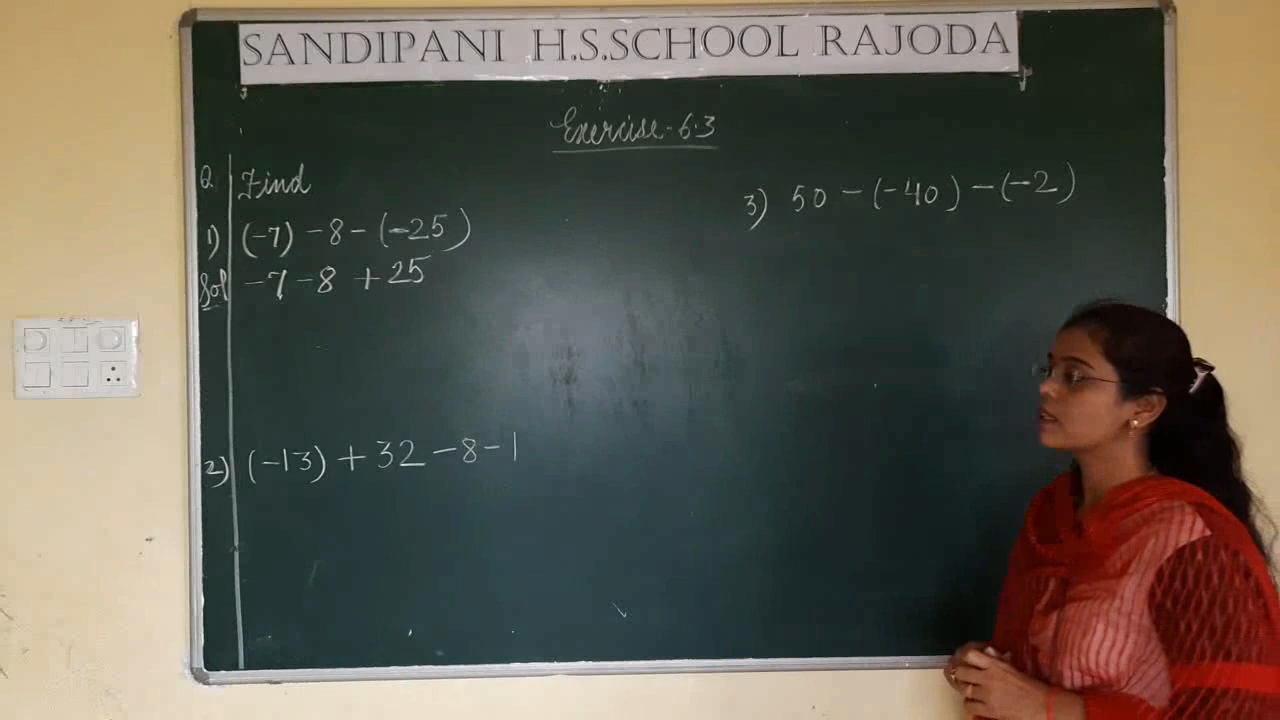 SANDIPANI H.S.SCHOOL RAJODA
Exercise-6.3
Q. Find
1) (-7) -8-(-25)
Sol -7-8 +25
2) (-13) + 32 -8-1
3) 50 -(-40) -(-2)